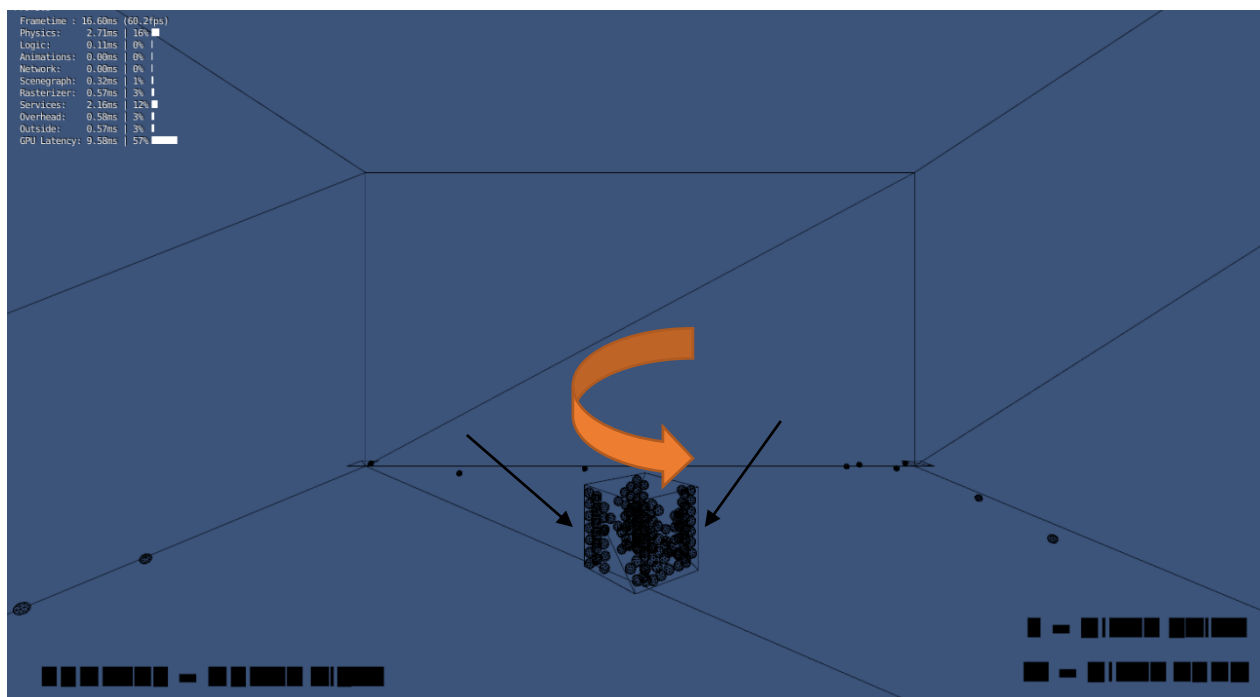 Frametime : 16.60ms (60.2fps)
Physics: 2.71ms | 16%
Logic: 0.11ms | 0%
Animations: 0.00ms | 0%
Network: 0.00ms | 0%
Scenegraph: 0.32ms | 1%
Rasterizer: 0.57ms | 3%
Services: 2.16ms | 12%
Overhead: 0.58ms | 3%
Outside: 0.57ms | 3%
GPU Latency: 9.58ms | 57%